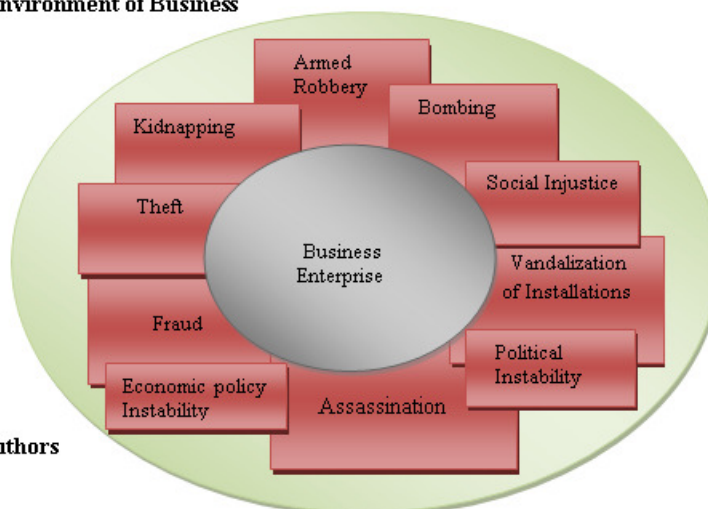 nvironment of Business
Armed
Robbery
Bombing
Kidnapping
Social Injustice
Theft
Business
Enterprise
Vandalization
of Installations
Fraud
Political
Instability
Economic policy
Instability
Assassination
uthors